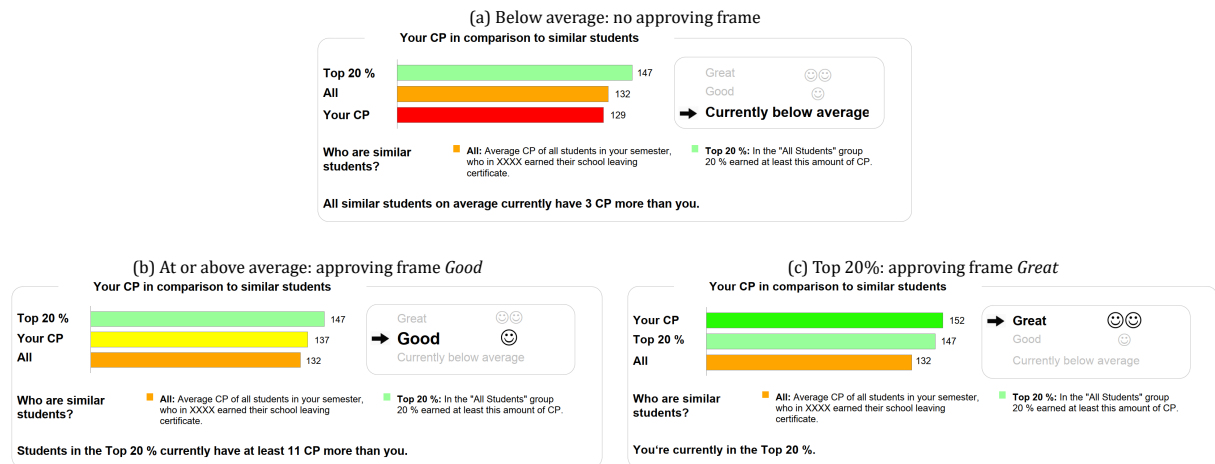 (a) Below average: no approving frame
Your CP in comparison to similar students
Top 20 %
147
All
132
Your CP
129
Great
Good
Currently below average
Who are similar
students?
All: Average CP of all students in your semester,
who in XXXX earned their school leaving
certificate.
Top 20 %: In the "All Students" group
20 % earned at least this amount of CP.
All similar students on average currently have 3 CP more than you.
(b) At or above average: approving frame Good
Your CP in comparison to similar students
Top 20 %
147
Your CP
137
All
132
Great
Good
Currently below average
Who are similar
students?
All: Average CP of all students in your semester,
who in XXXX earned their school leaving
certificate.
Top 20 %: In the "All Students" group
20 % earned at least this amount of CP.
Students in the Top 20 % currently have at least 11 CP more than you.
(c) Top 20%: approving frame Great
Your CP in comparison to similar students
Your CP
152
Top 20 %
147
All
132
Great
Good
Currently below average
Who are similar
students?
All: Average CP of all students in your semester,
who in XXXX earned their school leaving
certificate.
Top 20 %: In the "All Students" group
20 % earned at least this amount of CP.
You're currently in the Top 20 %.